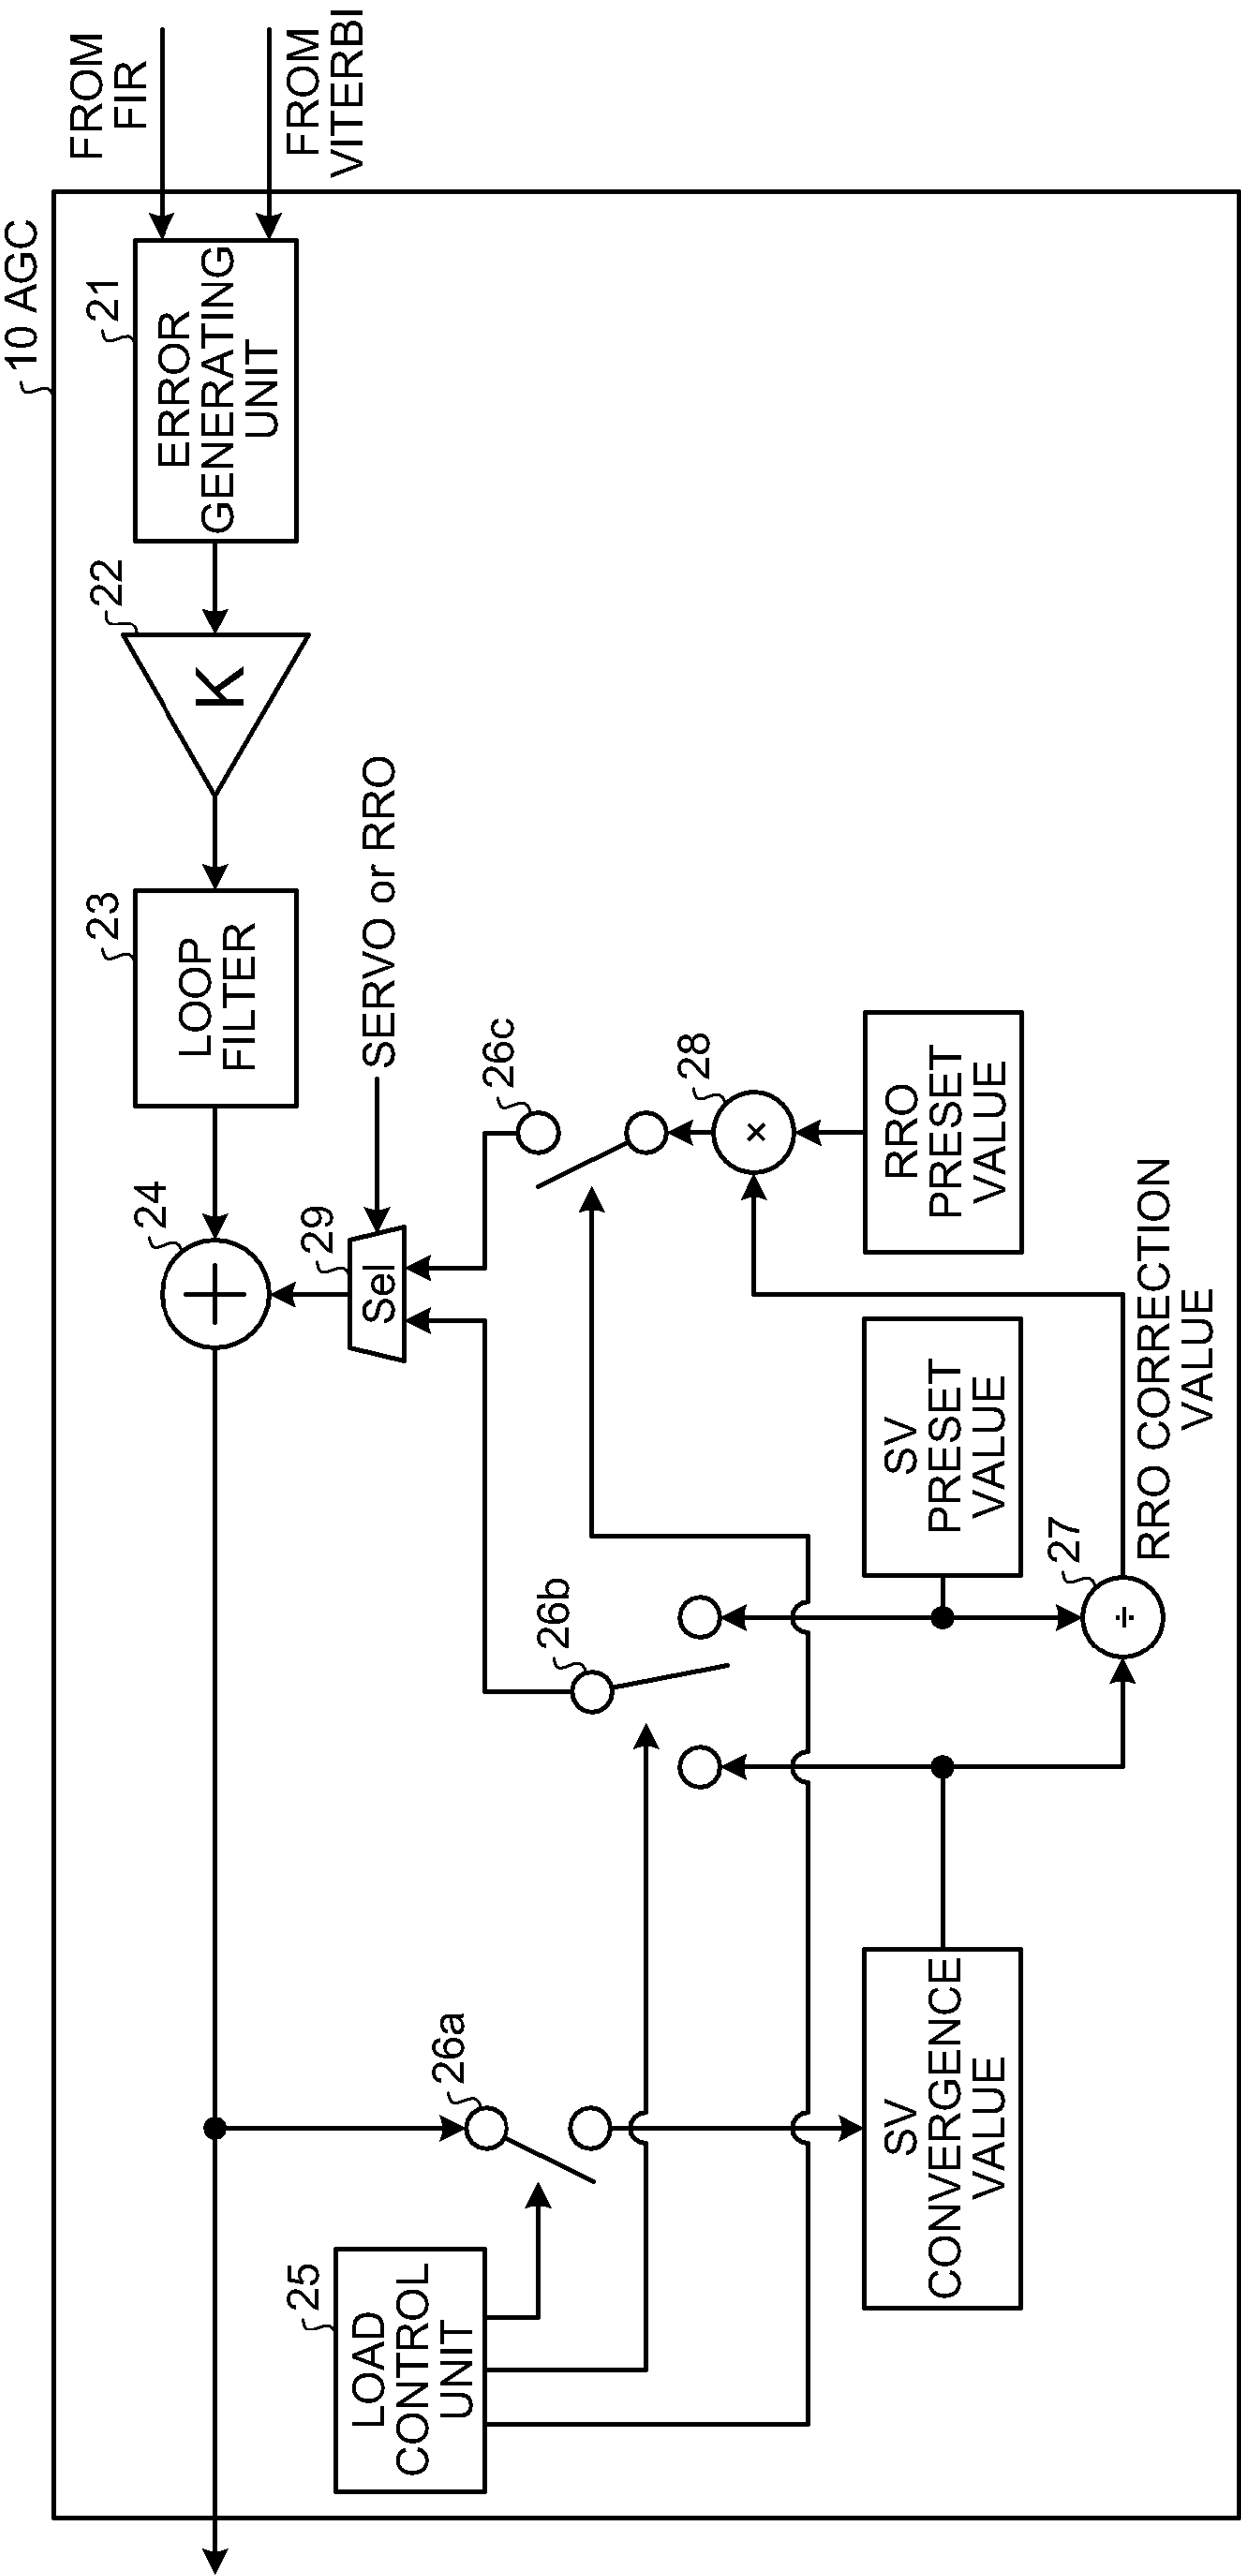 10 AGC
FROM
FIR
FROM
VITERBI
21
ERROR
GENERATING
UNIT
22
K
23
LOOP
FILTER
24
SERVO or RRO
29
Sel
25
LOAD
CONTROL
UNIT
26a
26b
26c
28
×
SV
CONVERGENCE
VALUE
SV
PRESET
VALUE
RRO
PRESET
VALUE
27
÷
RRO CORRECTION
VALUE